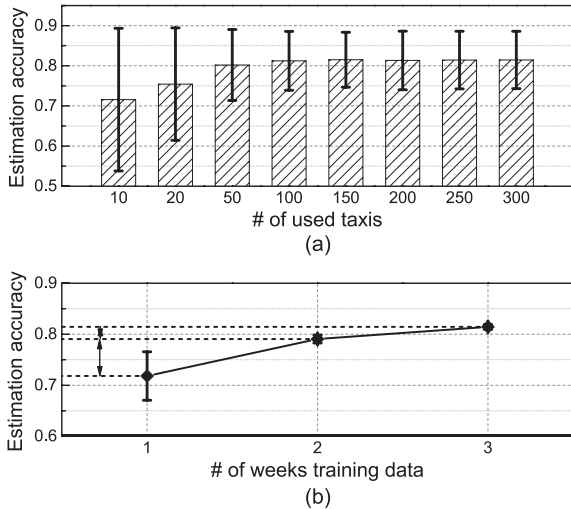 0.9
0.8
0.7
0.6
0.5
Estimation accuracy
10 20 50 100 150 200 250 300
# of used taxis
(a)
0.9
0.8
0.7
0.6
Estimation accuracy
1 2 3
# of weeks training data
(b)